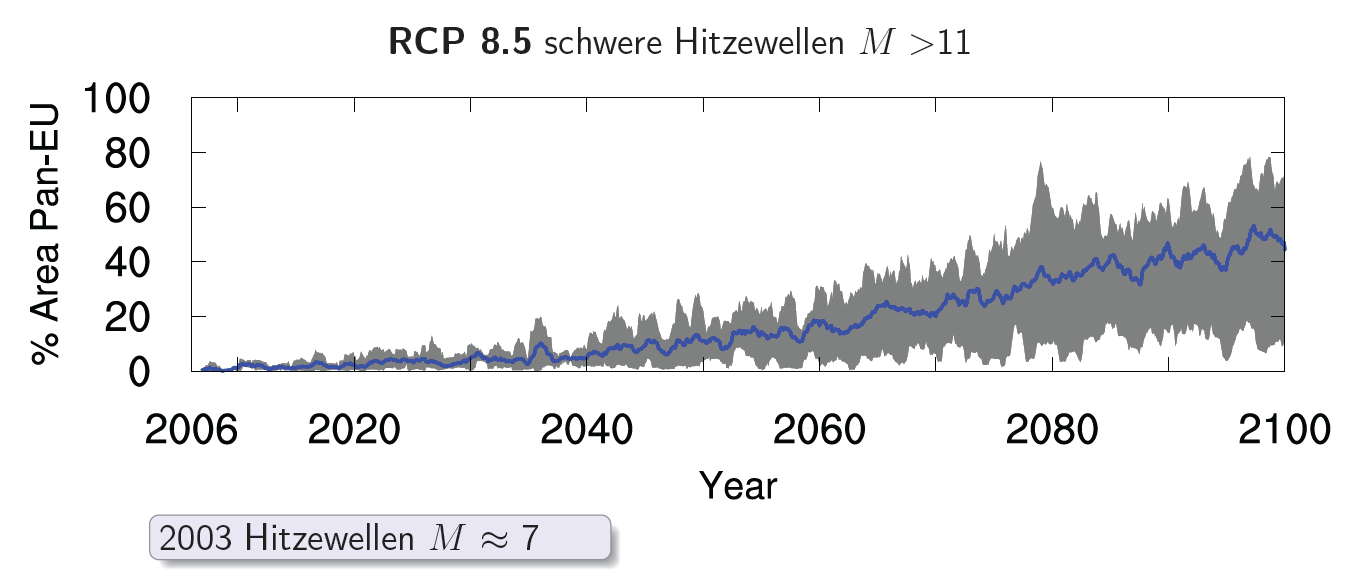 RCP 8.5 schwere Hitzewellen M >11
% Area Pan-EU
100
80
60
40
20
0
2006 2020 2040 2060 2080 2100
Year
2003 Hitzewellen M ≈ 7